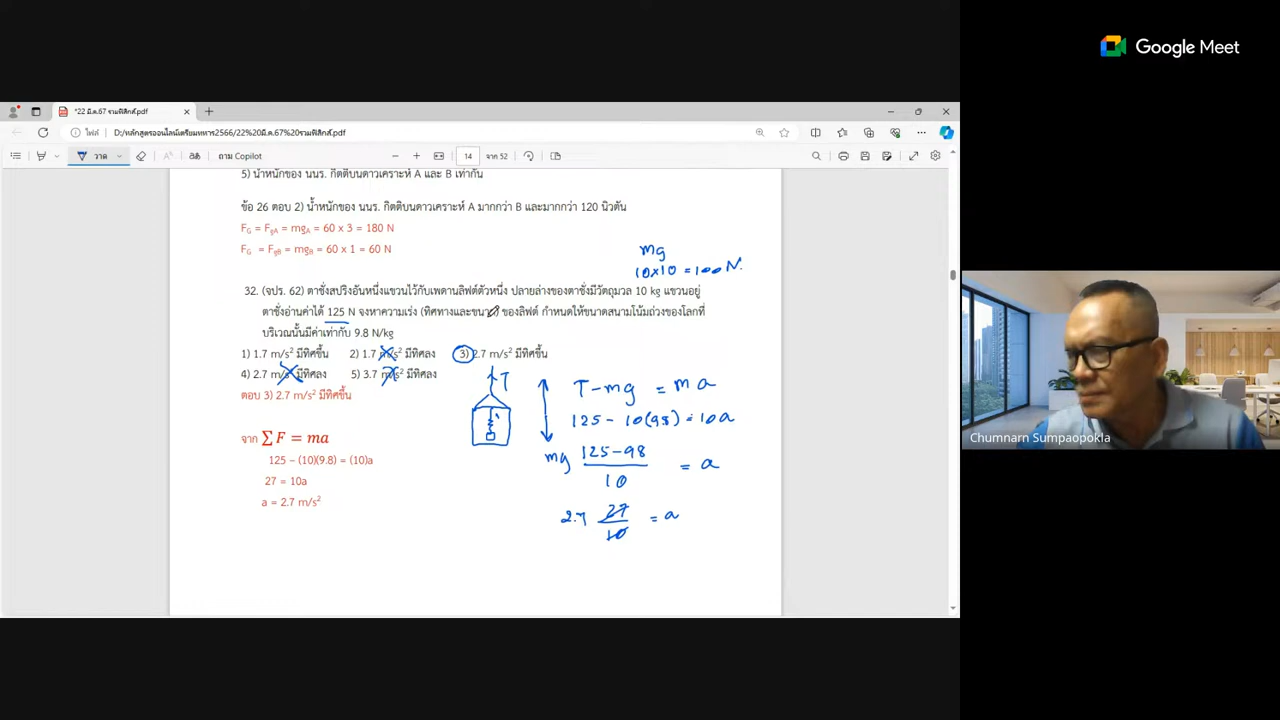 Google Meet
*22 มี.ค.67 รวมฟิสิกส์.pdf
ไฟล์ D:/หลักสูตรออนไลน์เตรียมทหาร2566/22%20มี.ค.67%20รวมฟิสิกส์.pdf
วาด ถาม Copilot 14 จาก 52
5) น้ำหนักของ นนร. กิตติบนดาวเคราะห์ A และ B เท่ากัน
ข้อ 26 ตอบ 2) น้ำหนักของ นนร. กิตติบนดาวเคราะห์ A มากกว่า B และมากกว่า 120 นิวตัน
F_G = F_gA = mg_A = 60 x 3 = 180 N
F_G = F_gB = mg_B = 60 x 1 = 60 N
mg
10x10 = 100 N.
32. (จปร. 62) ตาชั่งสปริงอันหนึ่งแขวนไว้กับเพดานลิฟต์ตัวหนึ่ง ปลายล่างของตาชั่งมีวัตถุมวล 10 kg แขวนอยู่
ตาชั่งอ่านค่าได้ 125 N จงหาความเร่ง (ทิศทางและขนาด) ของลิฟต์ กำหนดให้ขนาดสนามโน้มถ่วงของโลกที่
บริเวณนั้นมีค่าเท่ากับ 9.8 N/kg
1) 1.7 m/s² มีทิศขึ้น 2) 1.7 m/s² มีทิศลง 3) 2.7 m/s² มีทิศขึ้น
4) 2.7 m/s² มีทิศลง 5) 3.7 m/s² มีทิศลง
ตอบ 3) 2.7 m/s² มีทิศขึ้น
T
T - mg = ma
125 - 10(9.8) = 10a
จาก ∑F = ma
125 – (10)(9.8) = (10)a
27 = 10a
a = 2.7 m/s²
mg
125 - 98
10
= a
2.7 27
10
= a
Chumnarn Sumpaopokla